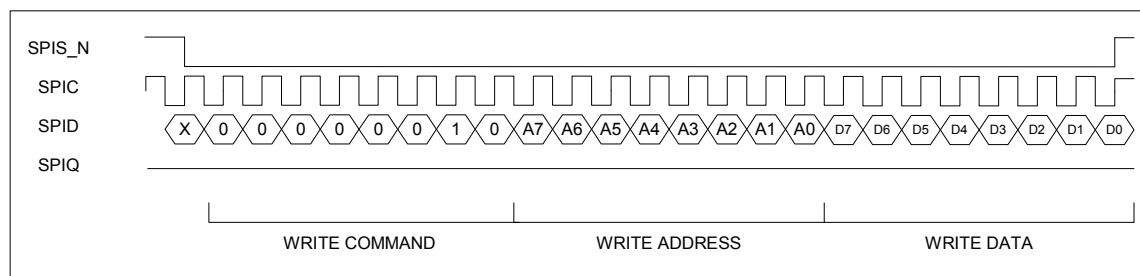 SPIS_N
SPIC
SPID X 0 0 0 0 0 0 1 0 A7 A6 A5 A4 A3 A2 A1 A0 D7 D6 D5 D4 D3 D2 D1 D0
SPIQ
WRITE COMMAND WRITE ADDRESS WRITE DATA